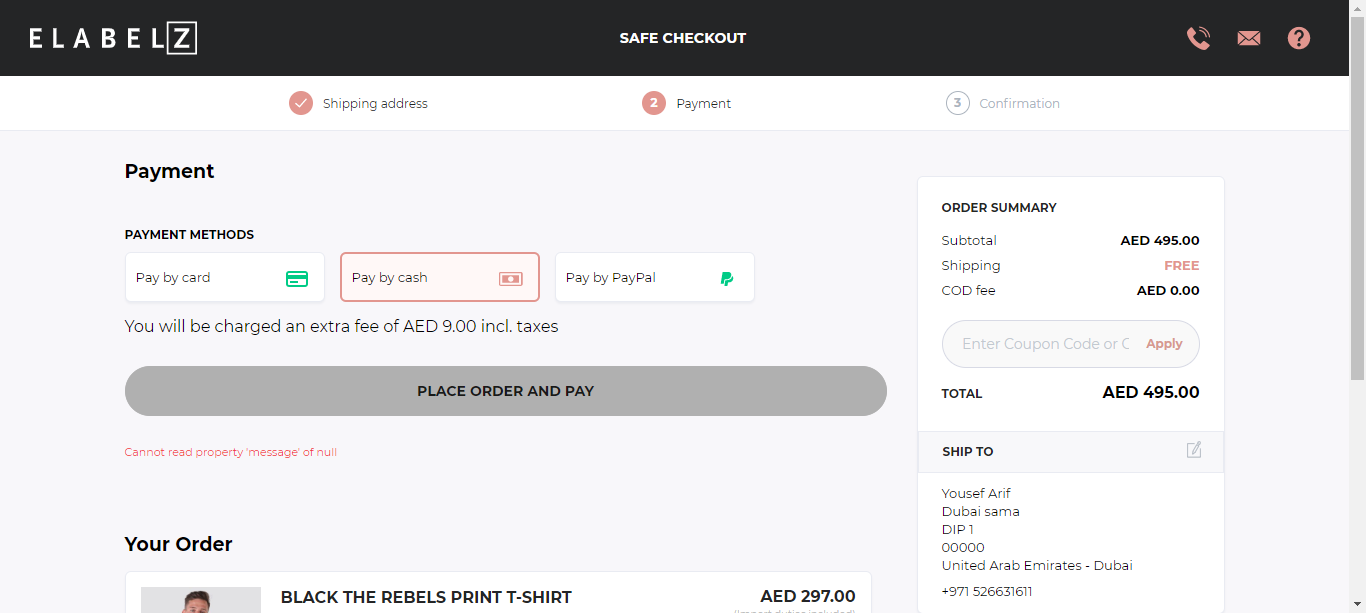 ELABELZ
SAFE CHECKOUT
?
Shipping address
2 Payment
3 Confirmation
Payment
PAYMENT METHODS
Pay by card
Pay by cash
Pay by PayPal
You will be charged an extra fee of AED 9.00 incl. taxes
PLACE ORDER AND PAY
Cannot read property 'message' of null
Your Order
BLACK THE REBELS PRINT T-SHIRT
AED 297.00
(Import duties included)
ORDER SUMMARY
Subtotal AED 495.00
Shipping FREE
COD fee AED 0.00
Enter Coupon Code or C Apply
TOTAL AED 495.00
SHIP TO
Yousef Arif
Dubai sama
DIP 1
00000
United Arab Emirates - Dubai
+971 526631611